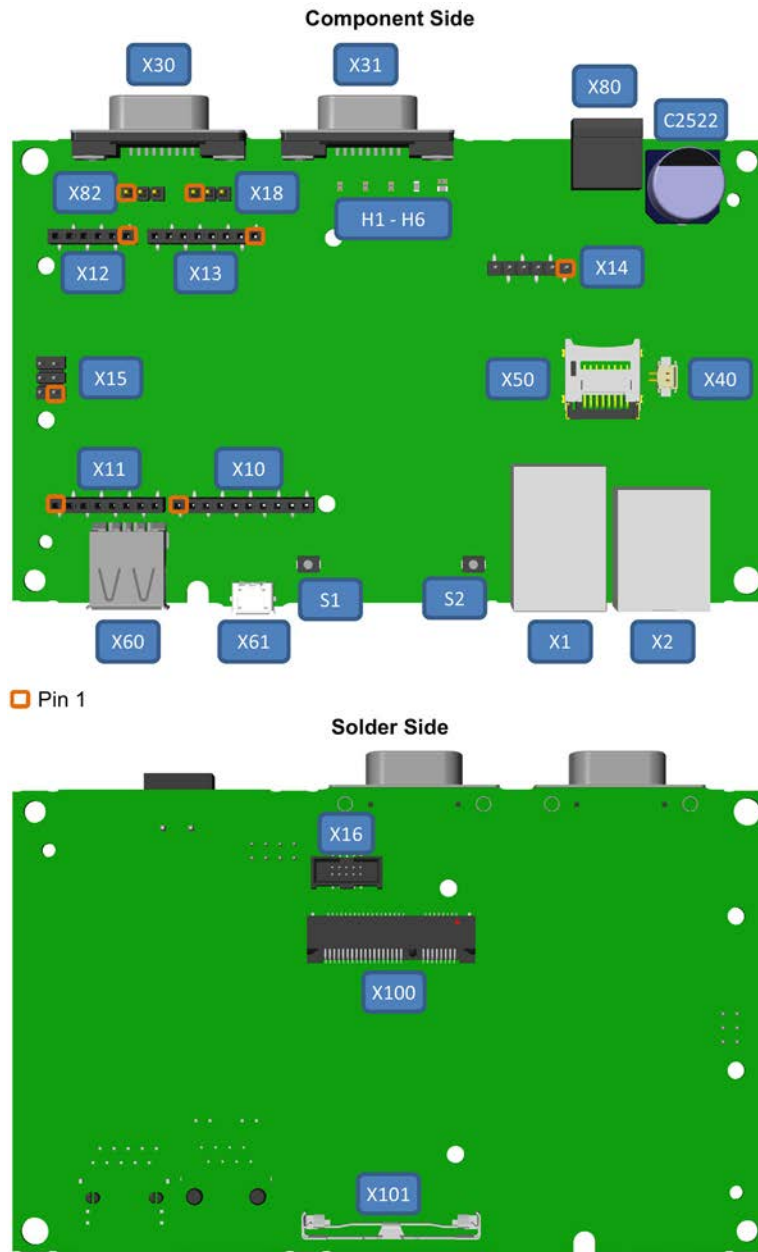 Component Side
X30
X31
X80
C2522
X82
X18
H1 - H6
X12
X13
X14
X15
X50
X40
X11
X10
S1
S2
X60
X61
X1
X2
Pin 1
Solder Side
X16
X100
X101